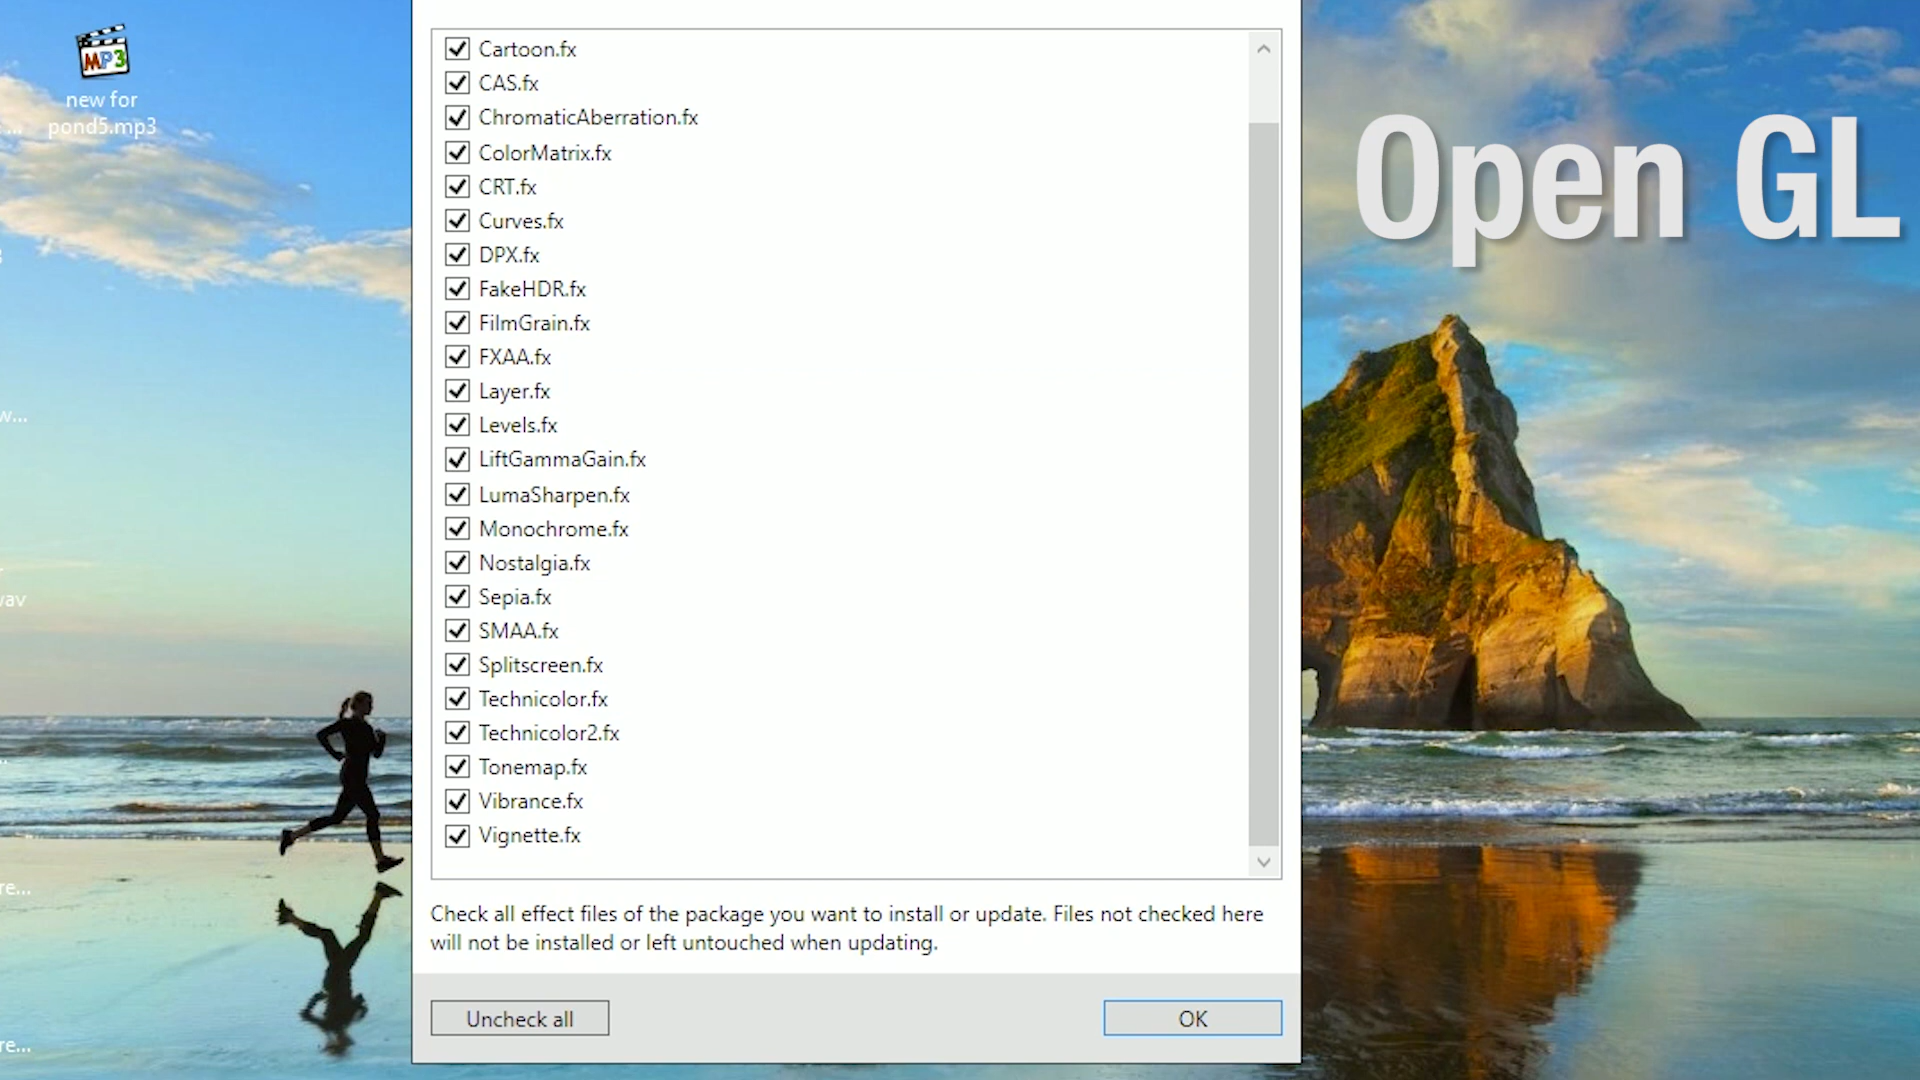 MP3
new for
pond5.mp3
...
w...
wav
re...
re...
Cartoon.fx
CAS.fx
ChromaticAberration.fx
ColorMatrix.fx
CRT.fx
Curves.fx
DPX.fx
FakeHDR.fx
FilmGrain.fx
FXAA.fx
Layer.fx
Levels.fx
LiftGammaGain.fx
LumaSharpen.fx
Monochrome.fx
Nostalgia.fx
Sepia.fx
SMAA.fx
Splitscreen.fx
Technicolor.fx
Technicolor2.fx
Tonemap.fx
Vibrance.fx
Vignette.fx
Check all effect files of the package you want to install or update. Files not checked here
will not be installed or left untouched when updating.
Uncheck all
OK
Open GL